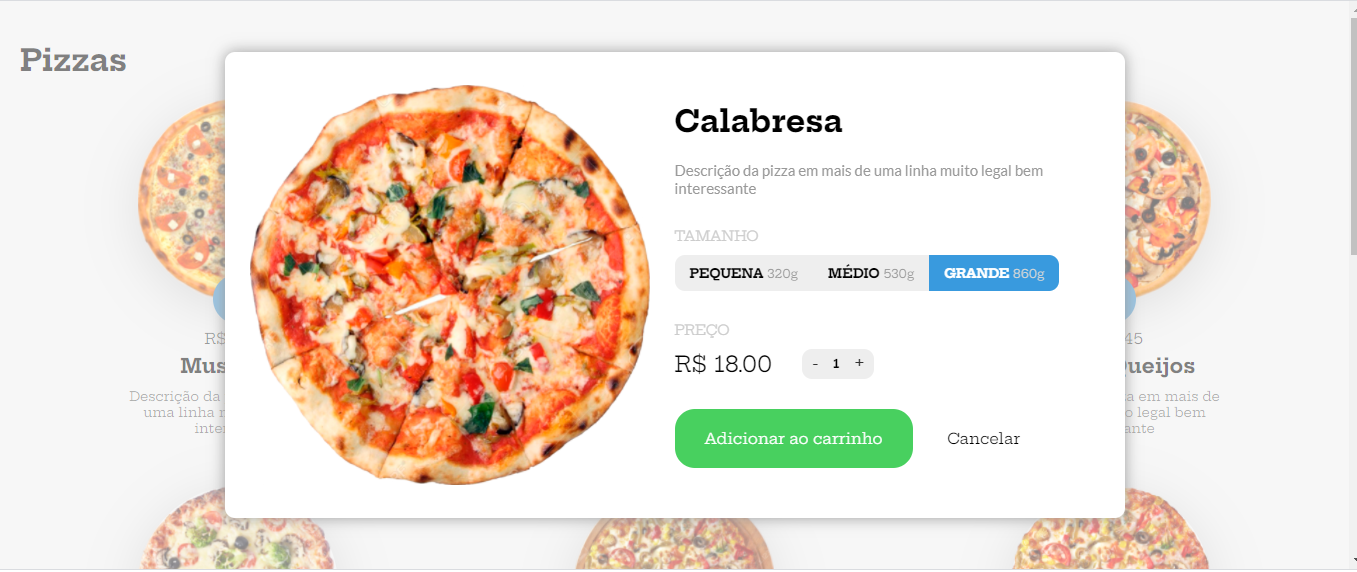 Pizzas
Calabresa
Descrição da pizza em mais de uma linha muito legal bem
interessante
TAMANHO
PEQUENA 320g MÉDIO 530g GRANDE 860g
PREÇO
R$ 18.00 - 1 +
Adicionar ao carrinho Cancelar
R$
Mus
Descrição da
uma linha
inter
45
Queijos
em mais de
legal bem
ante